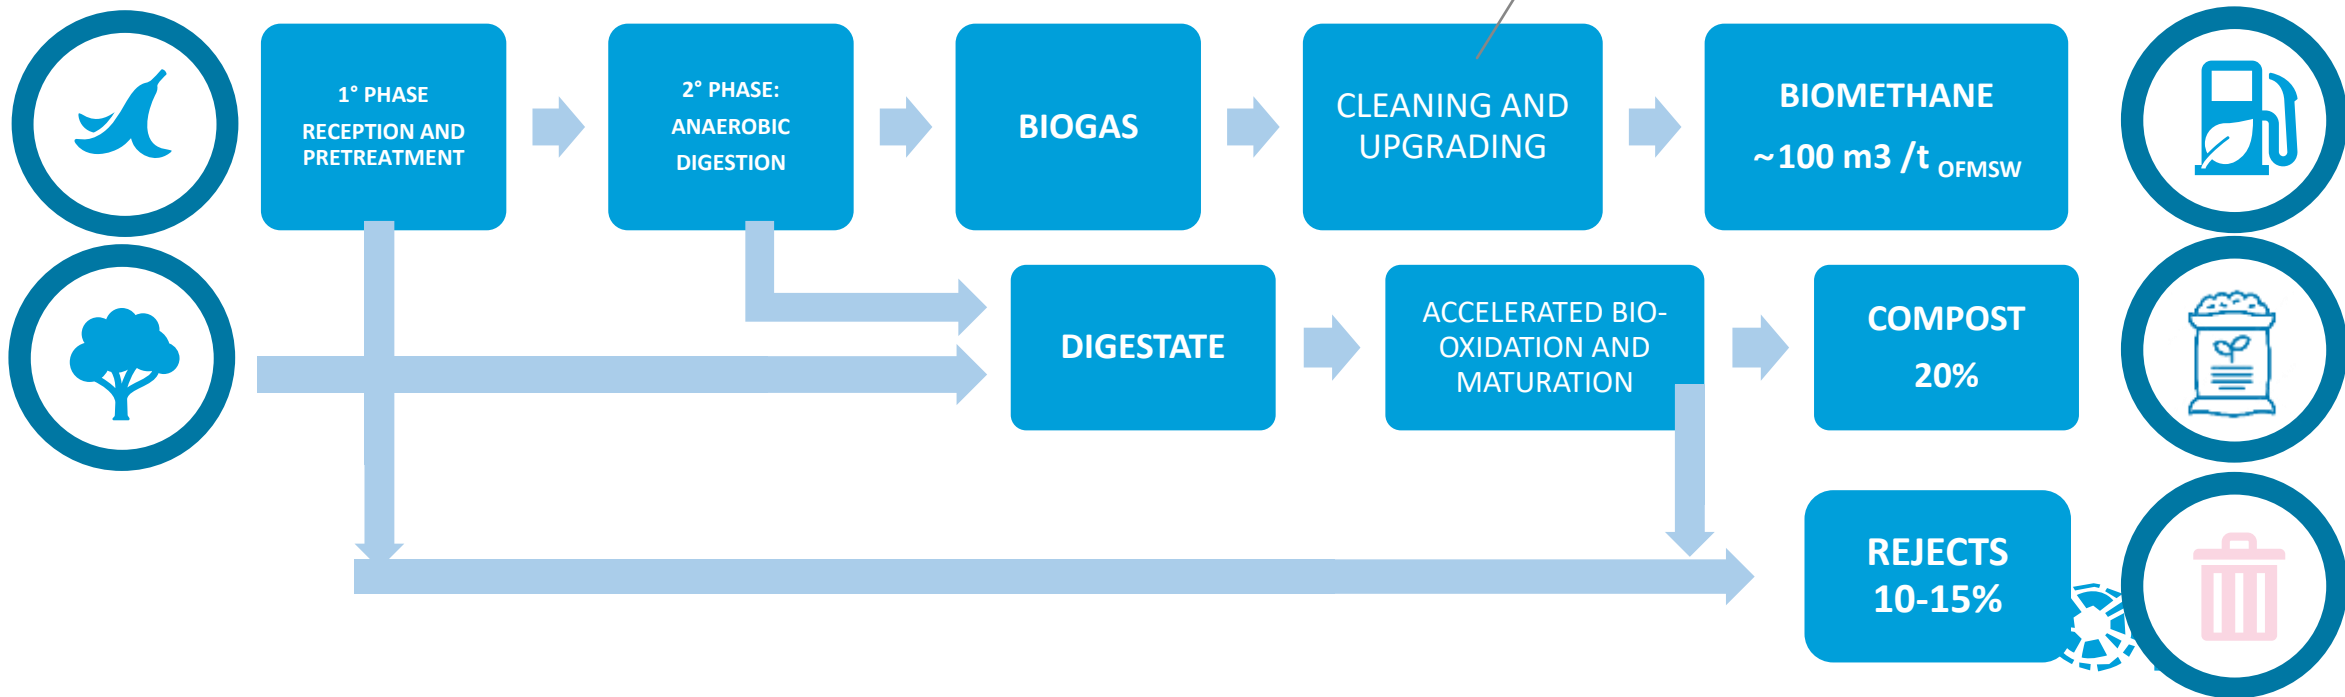 1° PHASE
RECEPTION AND
PRETREATMENT
2° PHASE:
ANAEROBIC
DIGESTION
BIOGAS
CLEANING AND
UPGRADING
BIOMETHANE
~100 m3 /t OFMSW
DIGESTATE
ACCELERATED BIO-
OXIDATION AND
MATURATION
COMPOST
20%
REJECTS
10-15%